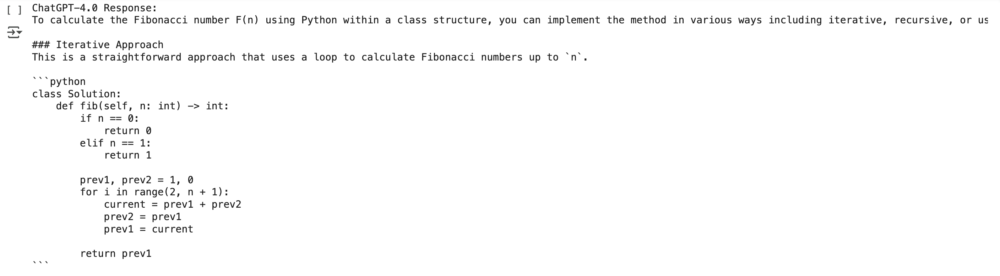 [ ] ChatGPT-4.0 Response:
To calculate the Fibonacci number F(n) using Python within a class structure, you can implement the method in various ways including iterative, recursive, or us

### Iterative Approach
This is a straightforward approach that uses a loop to calculate Fibonacci numbers up to `n`.

```python
class Solution:
    def fib(self, n: int) -> int:
        if n == 0:
            return 0
        elif n == 1:
            return 1

        prev1, prev2 = 1, 0
        for i in range(2, n + 1):
            current = prev1 + prev2
            prev2 = prev1
            prev1 = current

        return prev1
```